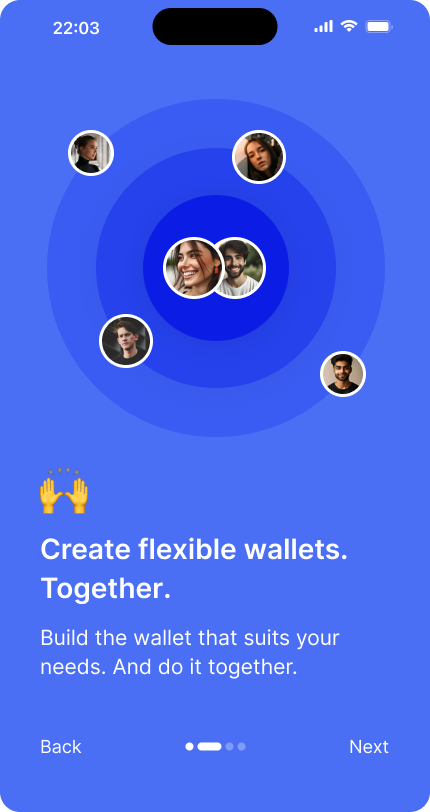 22:03
Create flexible wallets.
Together.
Build the wallet that suits your
needs. And do it together.
Back
Next